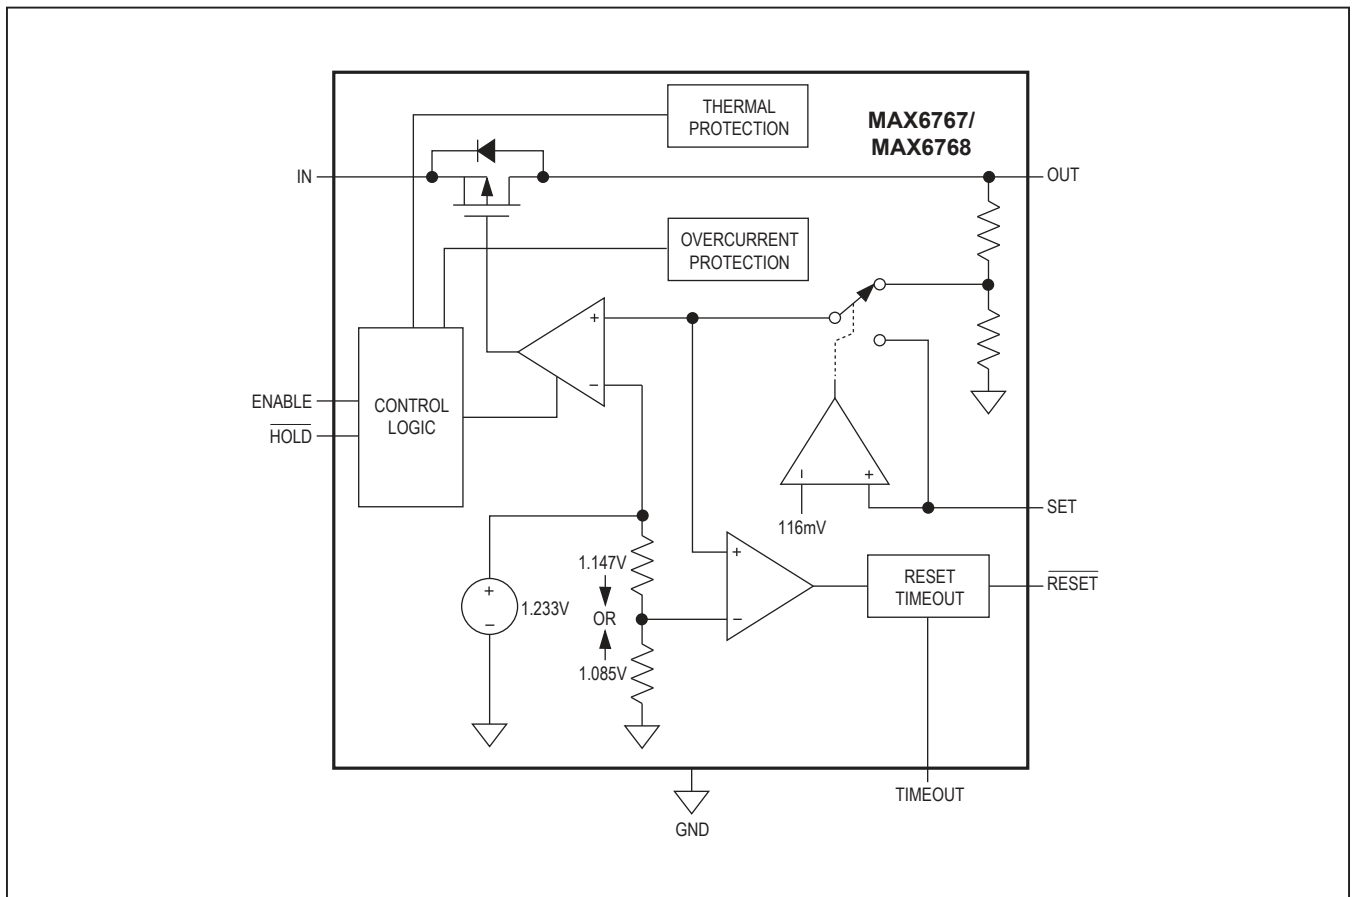 THERMAL
PROTECTION
MAX6767/
MAX6768
IN
OUT
OVERCURRENT
PROTECTION
+
−
ENABLE
HOLD
CONTROL
LOGIC
−
+
116mV
SET
1.147V
OR
1.085V
+
−
1.233V
+
−
RESET
TIMEOUT
RESET
TIMEOUT
GND